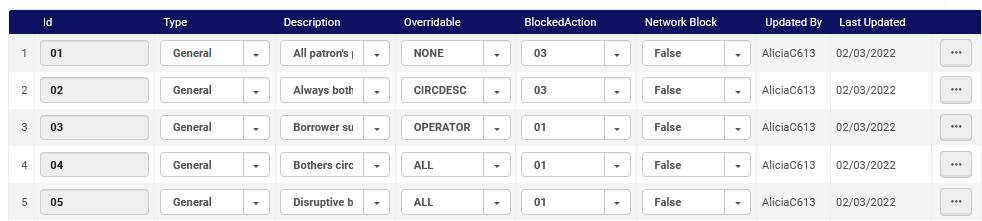 Id Type Description Overridable BlockedAction Network Block Updated By Last Updated
1 01 General All patron's NONE 03 False AliciaC613 02/03/2022 ...
2 02 General Always both CIRCDESC 03 False AliciaC613 02/03/2022 ...
3 03 General Borrower su OPERATOR 01 False AliciaC613 02/03/2022 ...
4 04 General Bothers circ ALL 01 False AliciaC613 02/03/2022 ...
5 05 General Disruptive b ALL 01 False AliciaC613 02/03/2022 ...